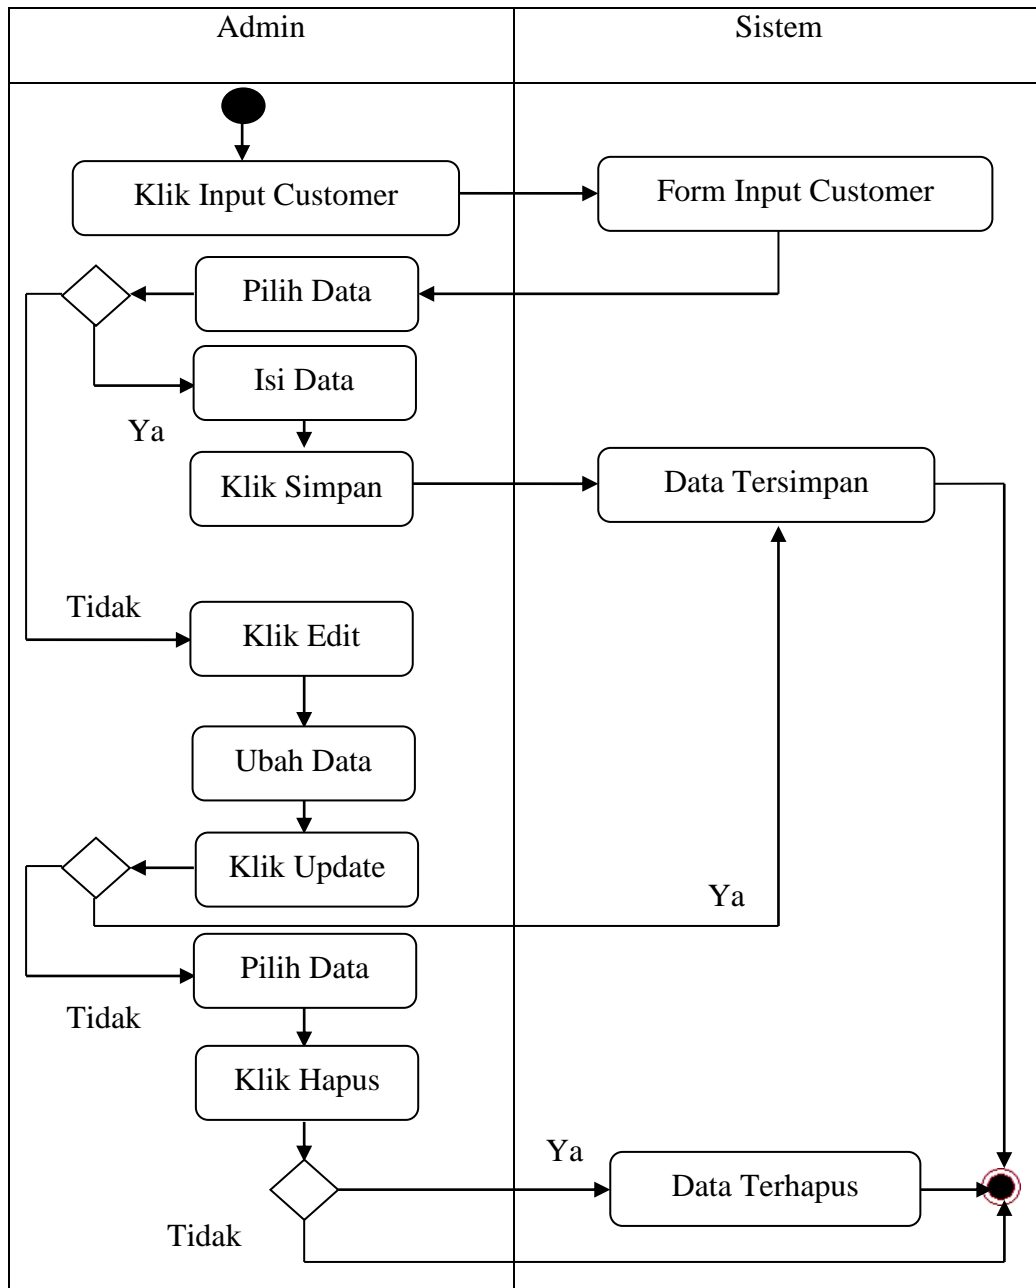 Admin
Sistem
Klik Input Customer
Form Input Customer
Pilih Data
Isi Data
Ya
Klik Simpan
Data Tersimpan
Tidak
Klik Edit
Ubah Data
Klik Update
Ya
Pilih Data
Tidak
Klik Hapus
Ya
Data Terhapus
Tidak